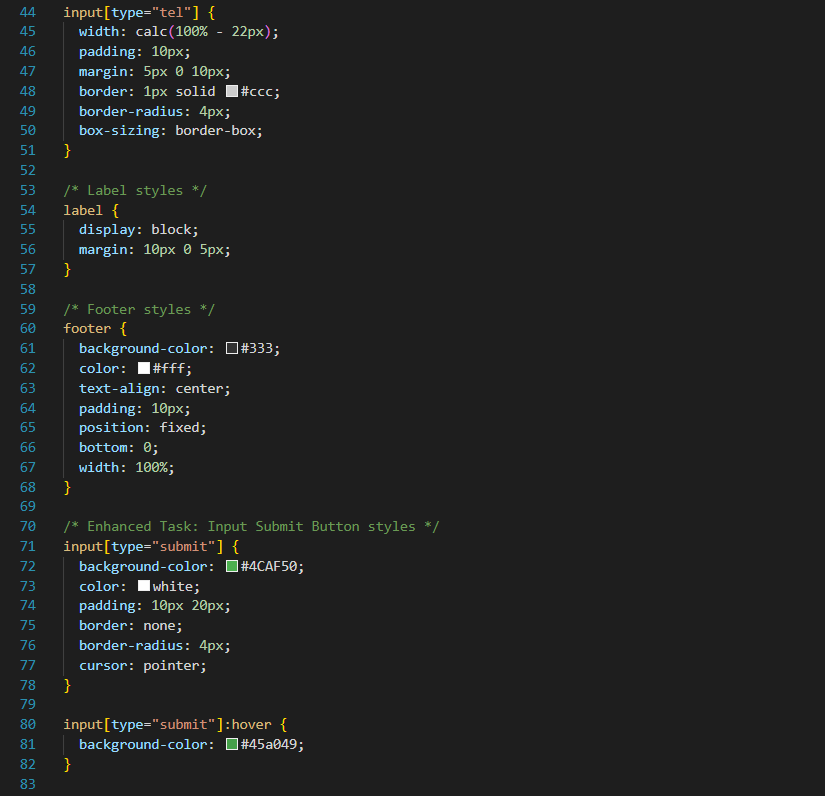 44 input[type="tel"] {
45 width: calc(100% - 22px);
46 padding: 10px;
47 margin: 5px 0 10px;
48 border: 1px solid #ccc;
49 border-radius: 4px;
50 box-sizing: border-box;
51 }
52
53 /* Label styles */
54 label {
55 display: block;
56 margin: 10px 0 5px;
57 }
58
59 /* Footer styles */
60 footer {
61 background-color: #333;
62 color: #fff;
63 text-align: center;
64 padding: 10px;
65 position: fixed;
66 bottom: 0;
67 width: 100%;
68 }
69
70 /* Enhanced Task: Input Submit Button styles */
71 input[type="submit"] {
72 background-color: #4CAF50;
73 color: white;
74 padding: 10px 20px;
75 border: none;
76 border-radius: 4px;
77 cursor: pointer;
78 }
79
80 input[type="submit"]:hover {
81 background-color: #45a049;
82 }
83